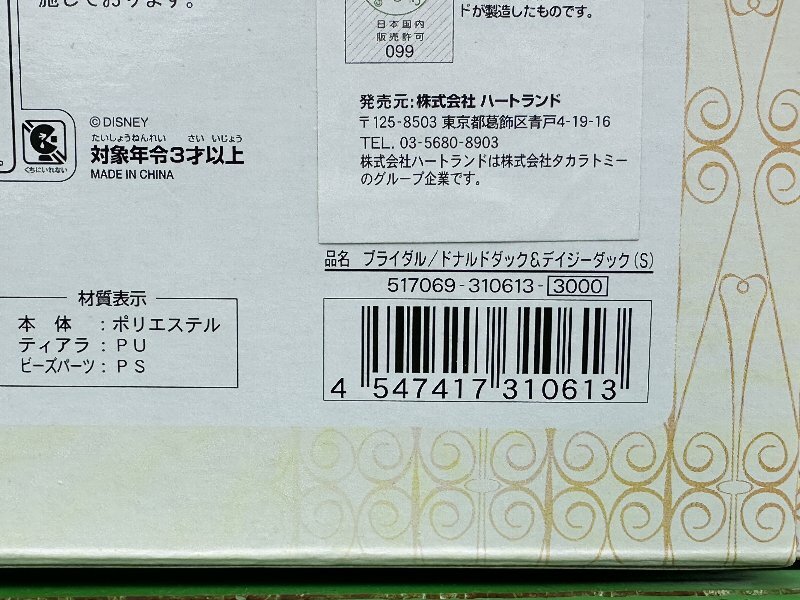 施しております。
ドが製造したものです。
日本国内
販売許可
099
発売元:株式会社 ハートランド
〒125-8503 東京都葛飾区青戸4-19-16
TEL. 03-5680-8903
株式会社ハートランドは株式会社タカラトミー
のグループ企業です。
©DISNEY
たいしょうねんれい さい いじょう
対象年令3才以上
MADE IN CHINA
くちにいれない
品名 ブライダル/ドナルドダック&デイジーダック(S)
517069-310613-3000
4 547417 310613
材質表示
本 体 :ポリエステル
ティアラ:PU
ビーズパーツ:PS